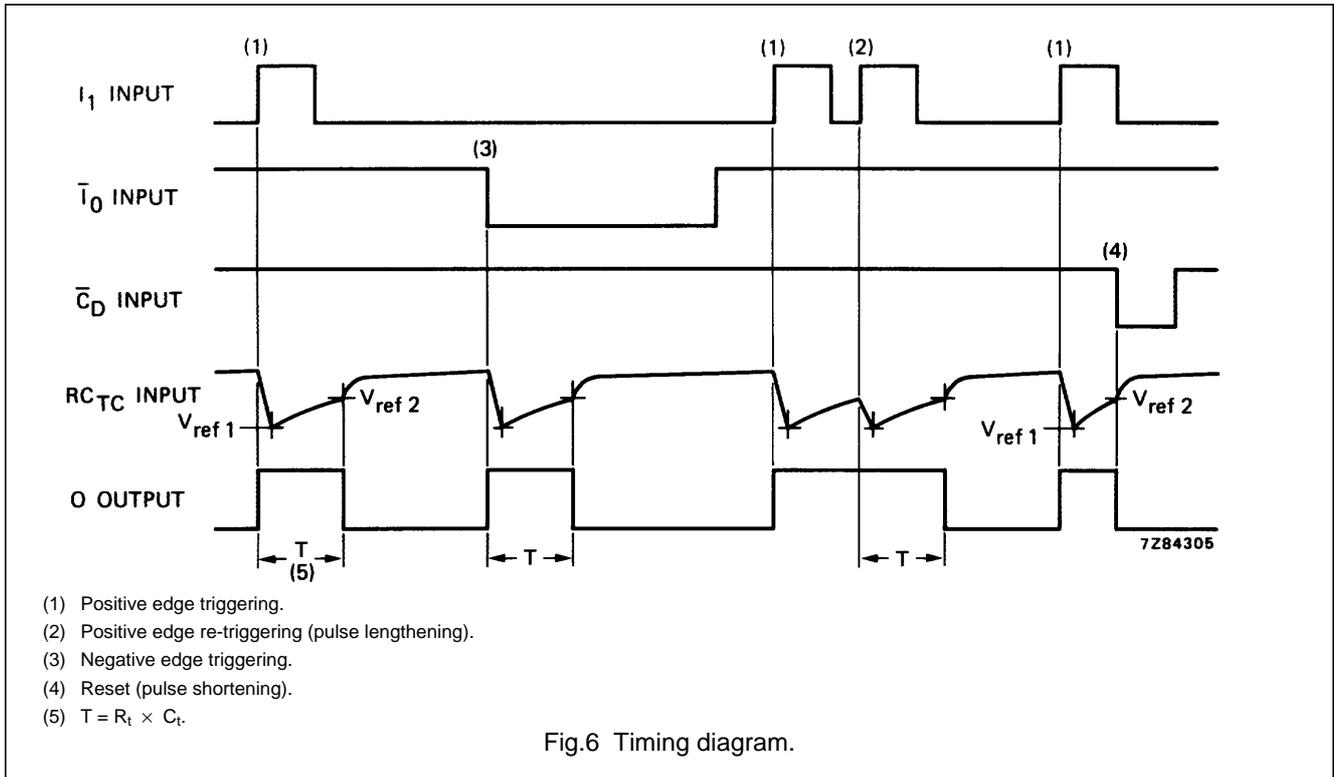 (1) (1) (2) (1)
I1 INPUT
(3)
Ī0 INPUT
(4)
C̄D INPUT
RCTC INPUT
Vref 2
Vref 2
Vref 1
Vref 1
O OUTPUT
7Z84305
T T T
(5)
(1) Positive edge triggering.
(2) Positive edge re-triggering (pulse lengthening).
(3) Negative edge triggering.
(4) Reset (pulse shortening).
(5) T = Rt × Ct.
Fig.6 Timing diagram.